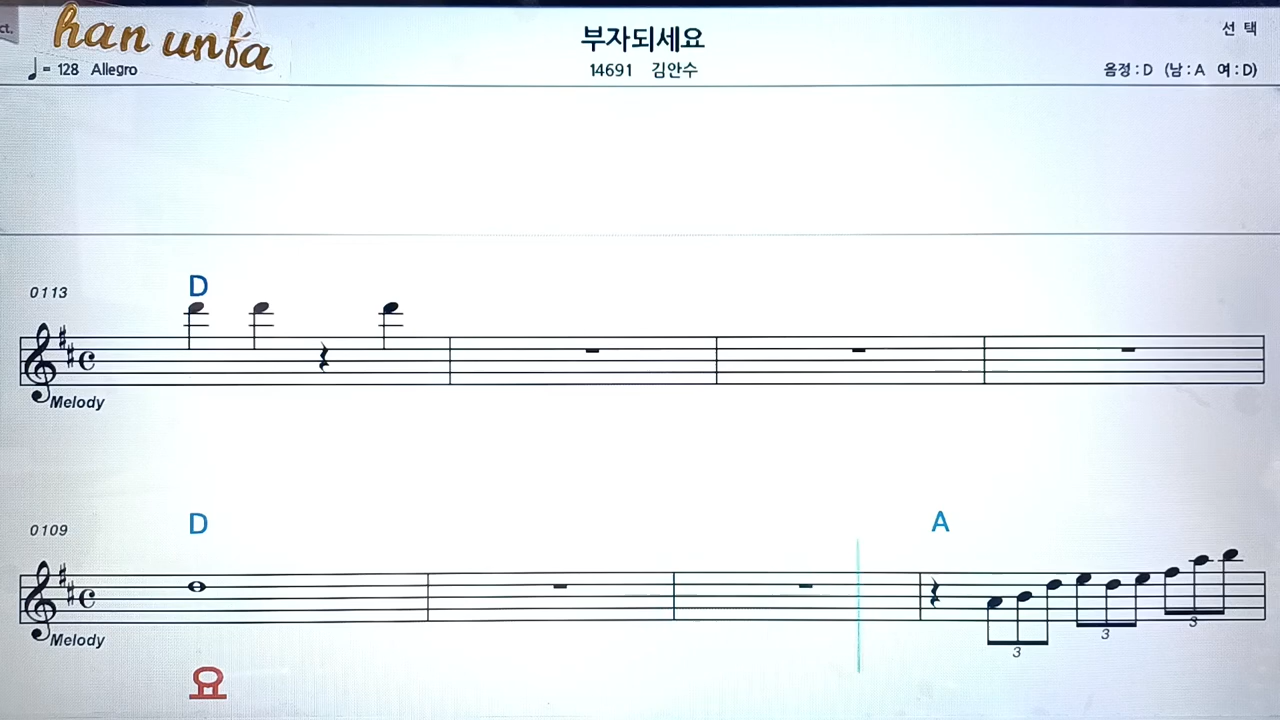 ct.
han unfa
부자되세요
선 택
♩= 128 Allegro
14691 김안수
음정 : D (남 : A 여 : D)
D
0113
Melody
D
A
0109
3
3
3
Melody
요